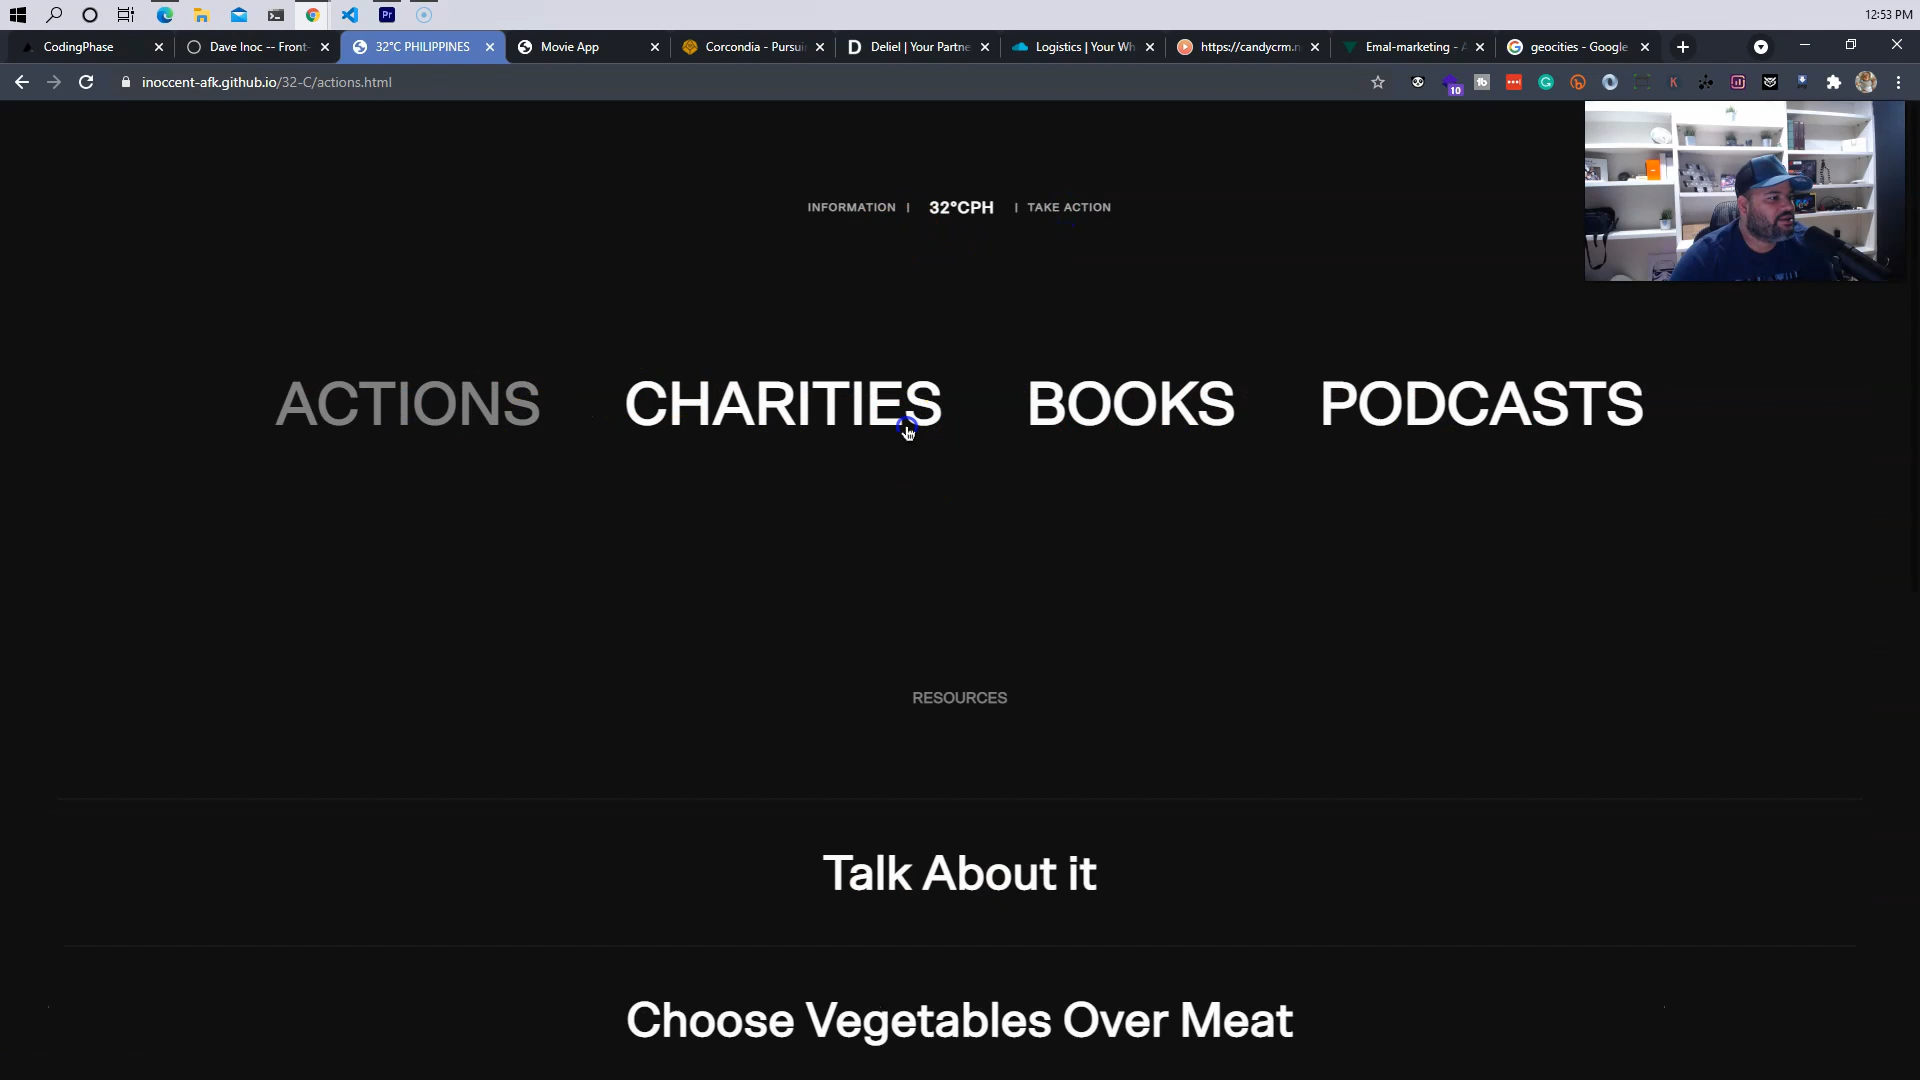 12:53 PM
CodingPhase
Dave Inoc -- Front-
32°C PHILIPPINES
Movie App
Corcondia - Pursui
Deliel | Your Partne
Logistics | Your Wh
https://candycrm.n
Emal-marketing - A
geocities - Google
inoccent-afk.github.io/32-C/actions.html
10
INFORMATION | 32°CPH | TAKE ACTION
ACTIONS CHARITIES BOOKS PODCASTS
RESOURCES
Talk About it
Choose Vegetables Over Meat